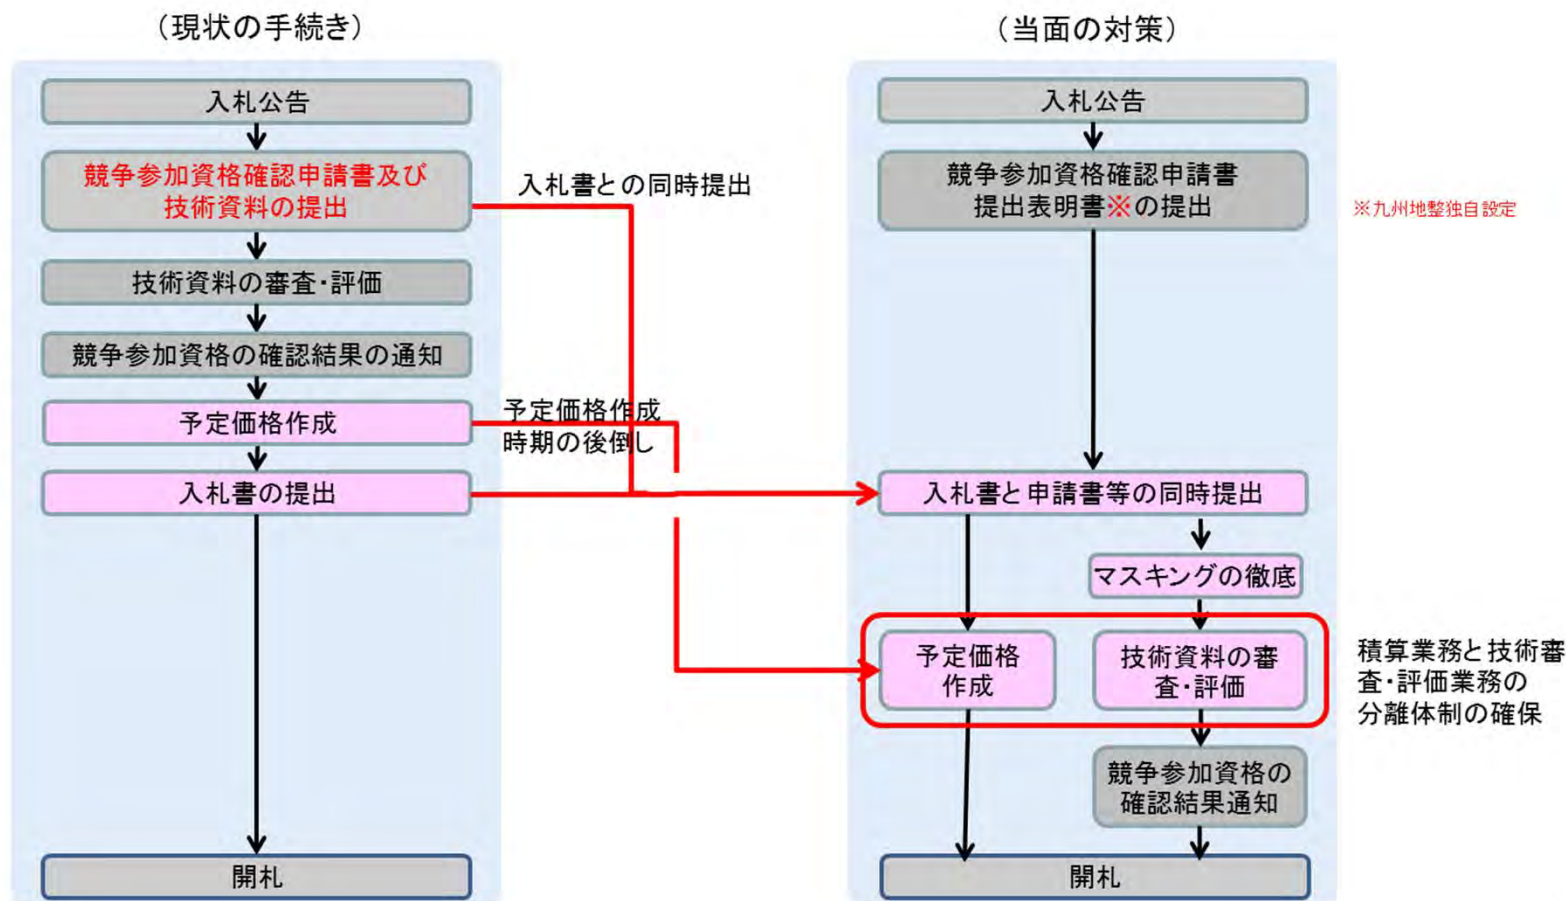 （現状の手続き）
入札公告
競争参加資格確認申請書及び
技術資料の提出
技術資料の審査・評価
競争参加資格の確認結果の通知
予定価格作成
入札書の提出
開札
入札書との同時提出
予定価格作成
時期の後倒し
（当面の対策）
入札公告
競争参加資格確認申請書
提出表明書※の提出
※九州地整独自設定
入札書と申請書等の同時提出
マスキングの徹底
予定価格
作成
技術資料の審
査・評価
積算業務と技術審
査・評価業務の
分離体制の確保
競争参加資格の
確認結果通知
開札